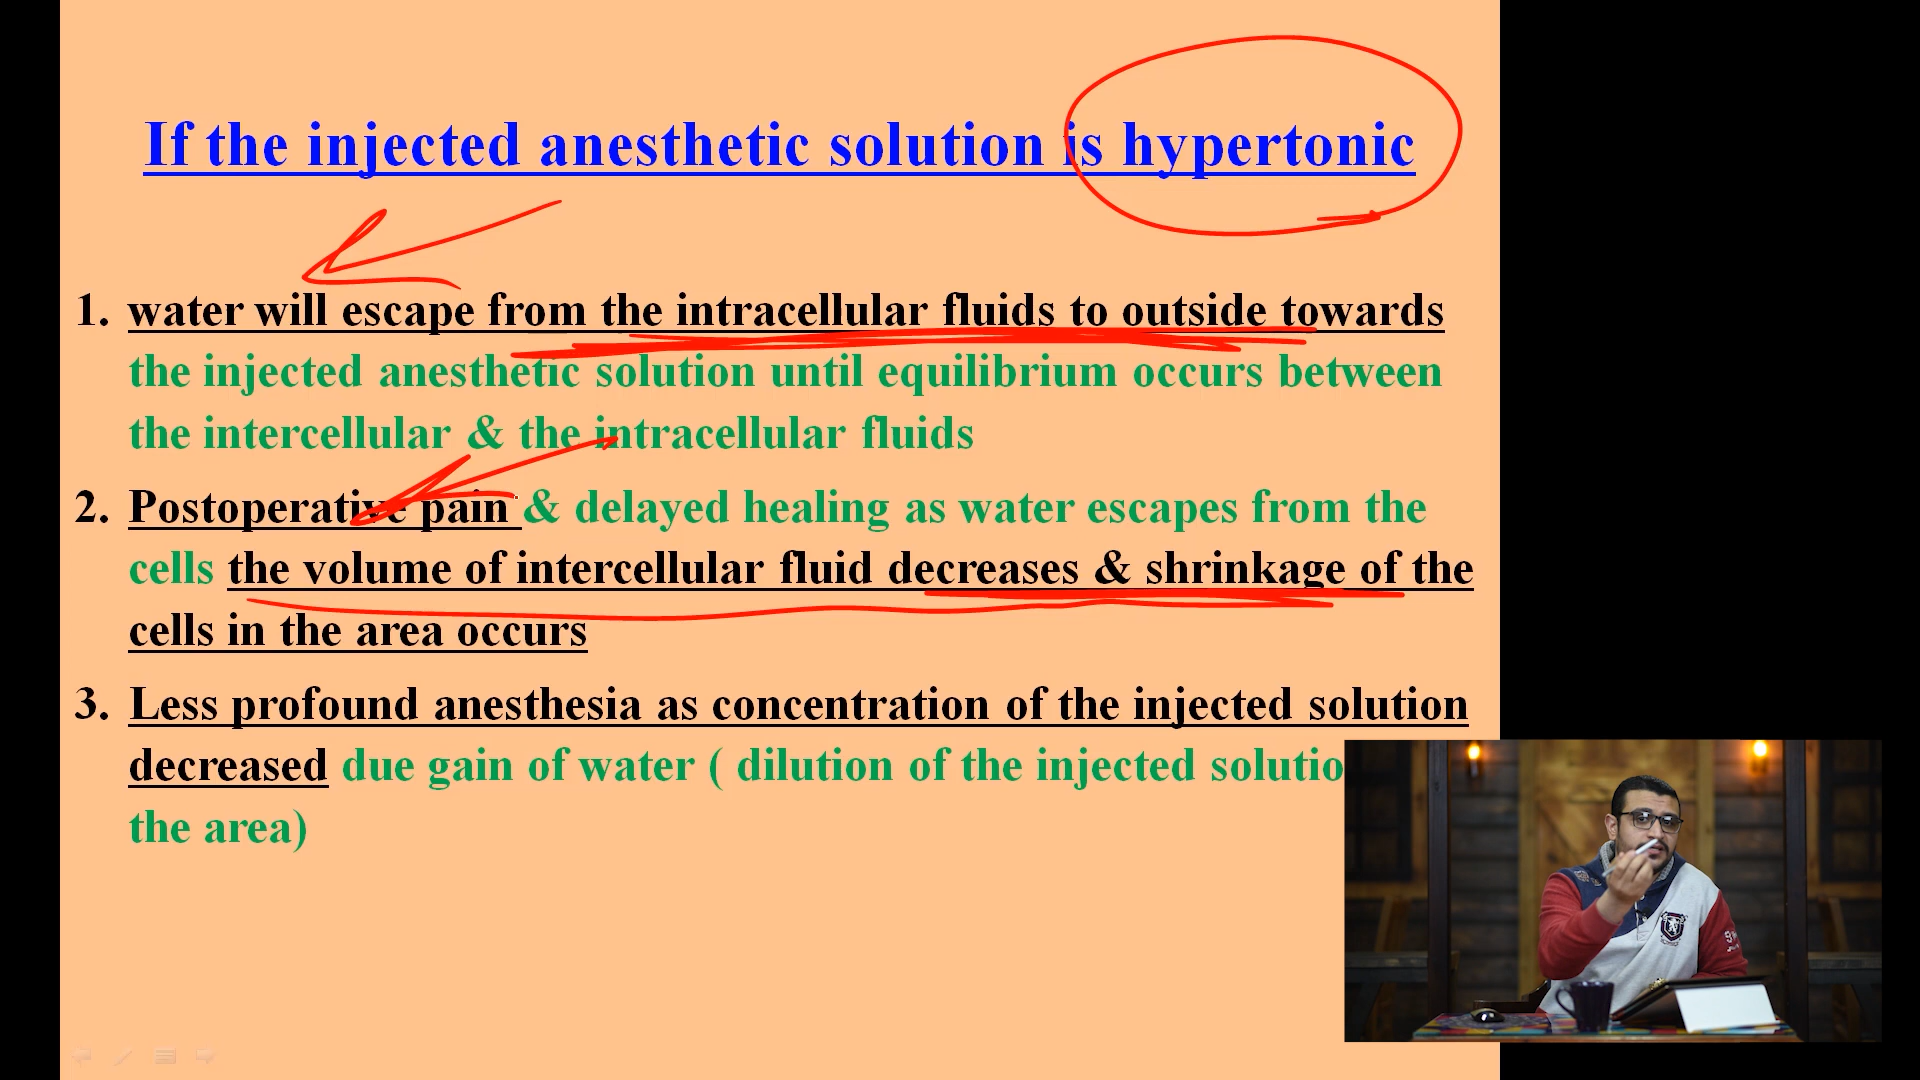 If the injected anesthetic solution is hypertonic
1. water will escape from the intracellular fluids to outside towards
the injected anesthetic solution until equilibrium occurs between
the intercellular & the intracellular fluids
2. Postoperative pain & delayed healing as water escapes from the
cells the volume of intercellular fluid decreases & shrinkage of the
cells in the area occurs
3. Less profound anesthesia as concentration of the injected solution
decreased due gain of water ( dilution of the injected solutio
the area)